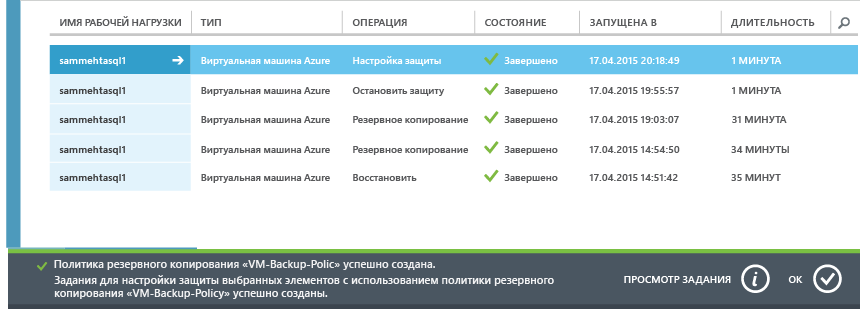 ИМЯ РАБОЧЕЙ НАГРУЗКИ ТИП ОПЕРАЦИЯ СОСТОЯНИЕ ЗАПУЩЕНА В ДЛИТЕЛЬНОСТЬ
sammehtasql1 Виртуальная машина Azure Настройка защиты Завершено 17.04.2015 20:18:49 1 МИНУТА
sammehtasql1 Виртуальная машина Azure Остановить защиту Завершено 17.04.2015 19:55:57 1 МИНУТА
sammehtasql1 Виртуальная машина Azure Резервное копирование Завершено 17.04.2015 19:03:07 31 МИНУТА
sammehtasql1 Виртуальная машина Azure Резервное копирование Завершено 17.04.2015 14:54:50 34 МИНУТЫ
sammehtasql1 Виртуальная машина Azure Восстановить Завершено 17.04.2015 14:51:42 35 МИНУТ
Политика резервного копирования «VM-Backup-Polic» успешно создана.
Задания для настройки защиты выбранных элементов с использованием политики резервного
копирования «VM-Backup-Policy» успешно созданы.
ПРОСМОТР ЗАДАНИЯ i ОК